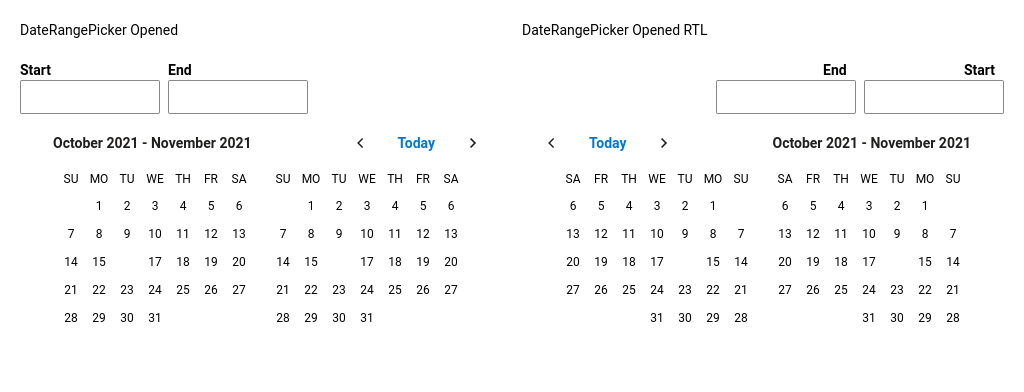 DateRangePicker Opened
Start End
October 2021 - November 2021 Today
SU MO TU WE TH FR SA SU MO TU WE TH FR SA
1 2 3 4 5 6 1 2 3 4 5 6
7 8 9 10 11 12 13 7 8 9 10 11 12 13
14 15 17 18 19 20 14 15 17 18 19 20
21 22 23 24 25 26 27 21 22 23 24 25 26 27
28 29 30 31 28 29 30 31
DateRangePicker Opened RTL
End Start
Today October 2021 - November 2021
SA FR TH WE TU MO SU SA FR TH WE TU MO SU
6 5 4 3 2 1 6 5 4 3 2 1
13 12 11 10 9 8 7 13 12 11 10 9 8 7
20 19 18 17 15 14 20 19 18 17 15 14
27 26 25 24 23 22 21 27 26 25 24 23 22 21
31 30 29 28 31 30 29 28